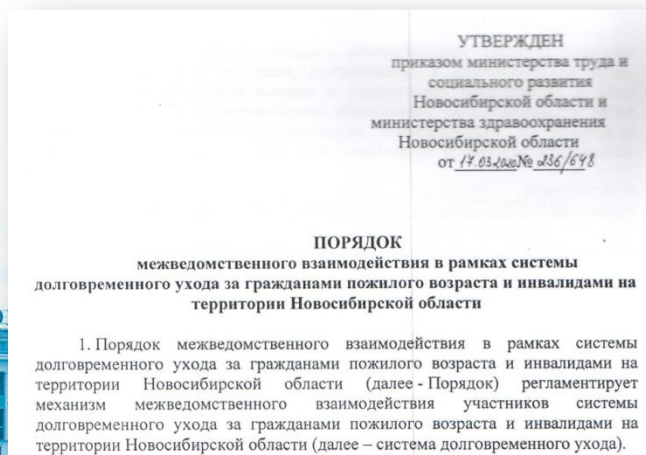 УТВЕРЖДЕН
приказом министерства труда и
социального развития
Новосибирской области и
министерства здравоохранения
Новосибирской области
от 17.03.2020 № 236/648
ПОРЯДОК
межведомственного взаимодействия в рамках системы
долговременного ухода за гражданами пожилого возраста и инвалидами на
территории Новосибирской области
1. Порядок межведомственного взаимодействия в рамках системы
долговременного ухода за гражданами пожилого возраста и инвалидами на
территории Новосибирской области (далее - Порядок) регламентирует
механизм межведомственного взаимодействия участников системы
долговременного ухода за гражданами пожилого возраста и инвалидами на
территории Новосибирской области (далее – система долговременного ухода).